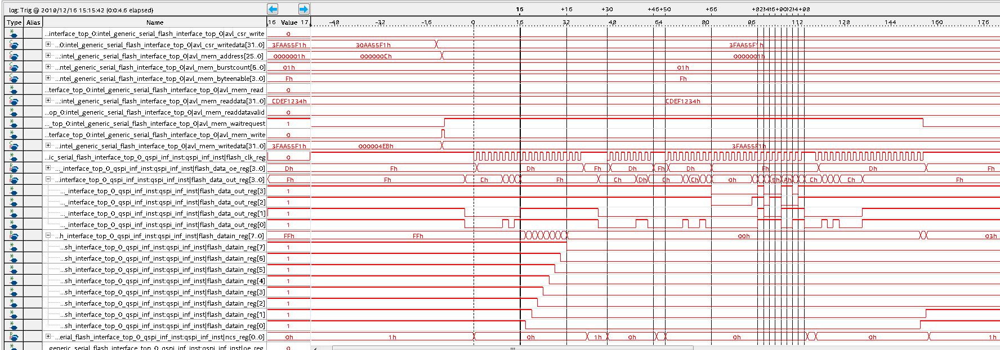 log: Trig @ 2019/12/16 15:15:42 (0:0:4.6 elapsed)
16 +16 +30 +46 +50 +66
Type Alias Name 16 Value 17 -48 -32 -16 0 16 32 48 64 80 96 112 128 144 160 176
...interface_top_0:intel_generic_serial_flash_interface_top_0|avl_csr_write 0
...0:intel_generic_serial_flash_interface_top_0|avl_csr_writedata[31..0] 3FAA55F1h 30AA55F1h 3FAA55F1h
...:intel_generic_serial_flash_interface_top_0|avl_mem_address[25..0] 0000001h 000000Ch 0000001h
...ntel_generic_serial_flash_interface_top_0|avl_mem_burstcount[6..0] 01h 01h
...ntel_generic_serial_flash_interface_top_0|avl_mem_byteenable[3..0] Fh Fh
...terface_top_0:intel_generic_serial_flash_interface_top_0|avl_mem_read 0
...:intel_generic_serial_flash_interface_top_0|avl_mem_readdata[31..0] CDEF1234h CDEF1234h
...op_0:intel_generic_serial_flash_interface_top_0|avl_mem_readdatavalid 0
..._top_0:intel_generic_serial_flash_interface_top_0|avl_mem_waitrequest 1
...terface_top_0:intel_generic_serial_flash_interface_top_0|avl_mem_write 0
...intel_generic_serial_flash_interface_top_0|avl_mem_writedata[31..0] 3FAA55F1h 000004EBh 3FAA55F1h
...ic_serial_flash_interface_top_0_qspi_inf_inst:qspi_inf_inst|flash_clk_reg 0
..._interface_top_0_qspi_inf_inst:qspi_inf_inst|flash_data_oe_reg[3..0] Dh Fh Dh Fh Dh Fh Dh Fh Dh Fh
...interface_top_0_qspi_inf_inst:qspi_inf_inst|flash_data_out_reg[3..0] Fh Fh Ch Fh Ch Dh Ch Ch 0h 5h Ah Ch Ch Fh
..._interface_top_0_qspi_inf_inst:qspi_inf_inst|flash_data_out_reg[3] 1
..._interface_top_0_qspi_inf_inst:qspi_inf_inst|flash_data_out_reg[2] 1
..._interface_top_0_qspi_inf_inst:qspi_inf_inst|flash_data_out_reg[1] 1
..._interface_top_0_qspi_inf_inst:qspi_inf_inst|flash_data_out_reg[0] 1
...h_interface_top_0_qspi_inf_inst:qspi_inf_inst|flash_datain_reg[7..0] FFh FFh 00h 03h
...sh_interface_top_0_qspi_inf_inst:qspi_inf_inst|flash_datain_reg[7] 1
...sh_interface_top_0_qspi_inf_inst:qspi_inf_inst|flash_datain_reg[6] 1
...sh_interface_top_0_qspi_inf_inst:qspi_inf_inst|flash_datain_reg[5] 1
...sh_interface_top_0_qspi_inf_inst:qspi_inf_inst|flash_datain_reg[4] 1
...sh_interface_top_0_qspi_inf_inst:qspi_inf_inst|flash_datain_reg[3] 1
...sh_interface_top_0_qspi_inf_inst:qspi_inf_inst|flash_datain_reg[2] 1
...sh_interface_top_0_qspi_inf_inst:qspi_inf_inst|flash_datain_reg[1] 1
...sh_interface_top_0_qspi_inf_inst:qspi_inf_inst|flash_datain_reg[0] 1
...erial_flash_interface_top_0_qspi_inf_inst:qspi_inf_inst|ncs_reg[0..0] 0h 1h 0h 1h 0h 0h 0h 1h